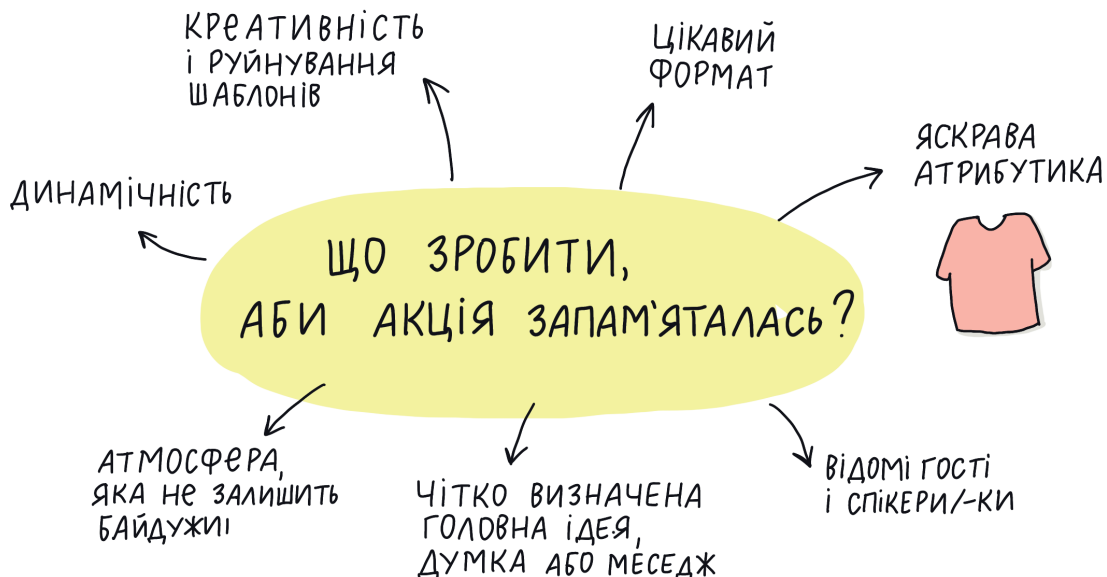 КРЕАТИВНІСТЬ
І РУЙНУВАННЯ
ШАБЛОНІВ
ЦІКАВИЙ
ФОРМАТ
ЯСКРАВА
АТРИБУТИКА
ДИНАМІЧНІСТЬ
ЩО ЗРОБИТИ,
АБИ АКЦІЯ ЗАПАМ'ЯТАЛАСЬ?
АТМОСФЕРА,
ЯКА НЕ ЗАЛИШИТЬ
БАЙДУЖИІ
ЧІТКО ВИЗНАЧЕНА
ГОЛОВНА ІДЕЯ,
ДУМКА АБО МЕСЕДЖ
ВІДОМІ ГОСТІ
І СПІКЕРИ/-КИ